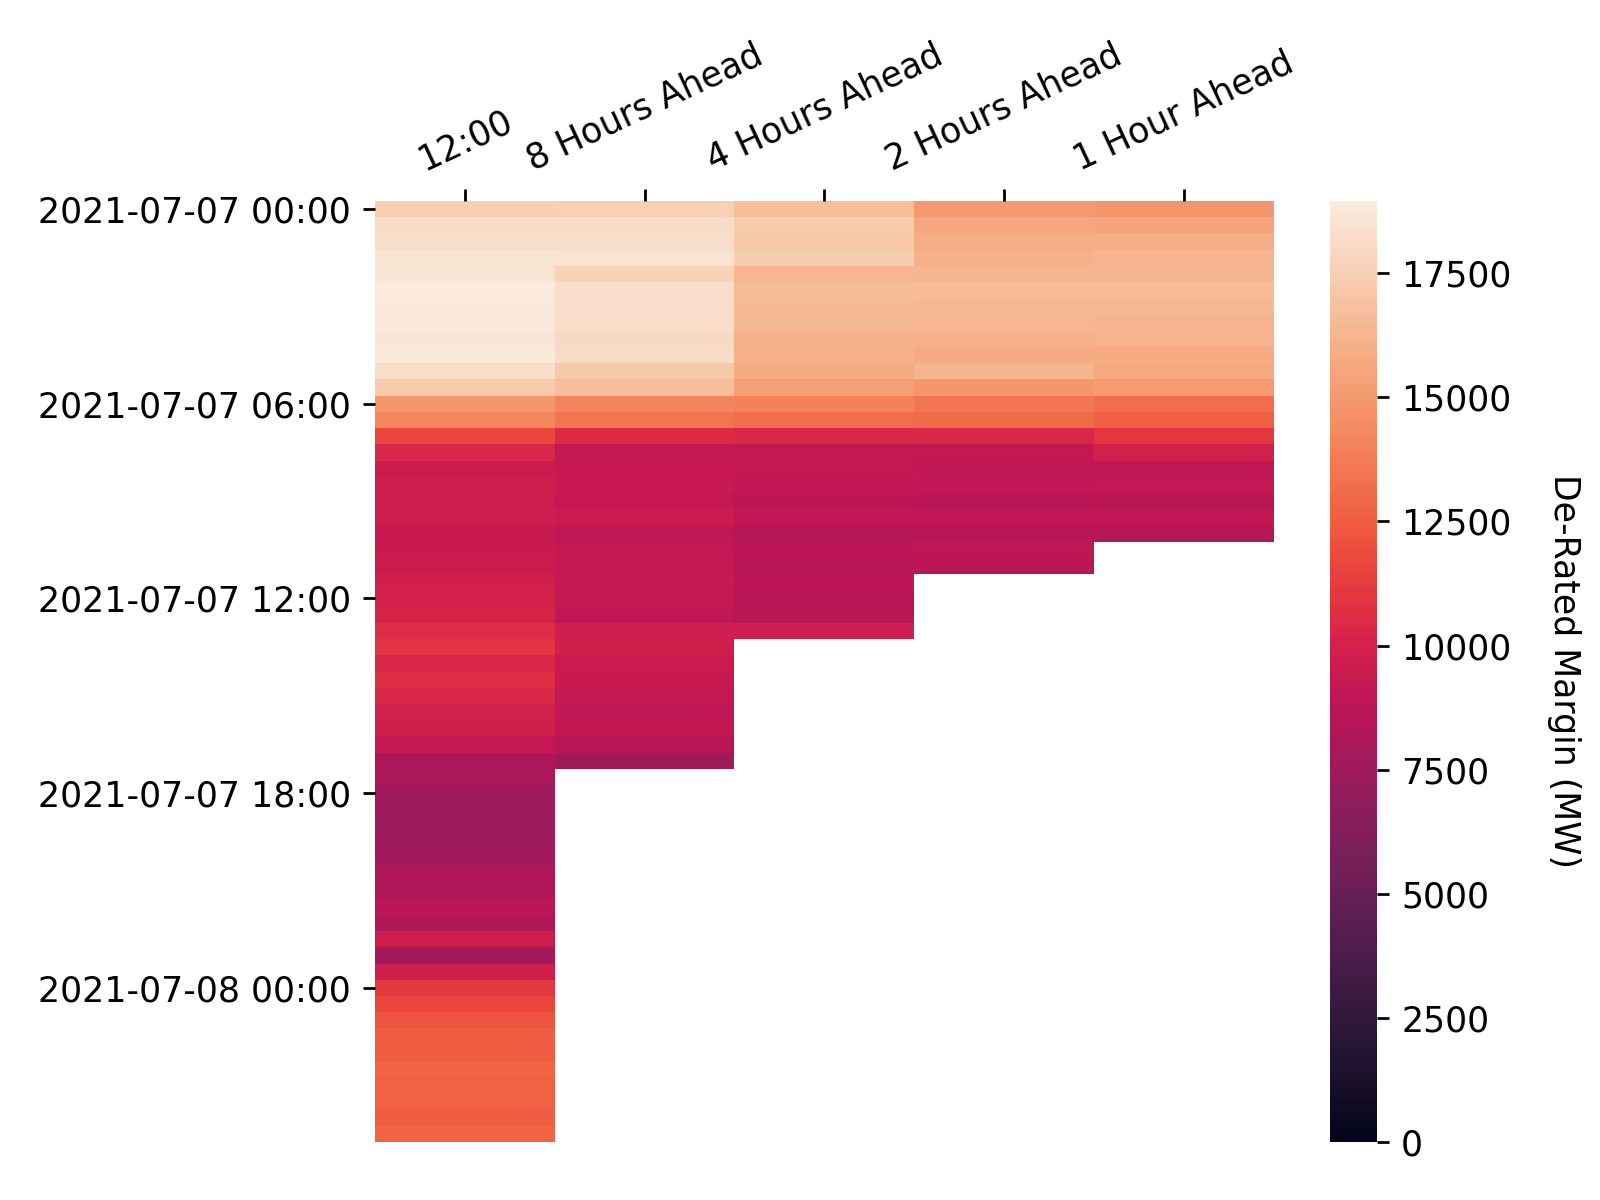 12:00
8 Hours Ahead
4 Hours Ahead
2 Hours Ahead
1 Hour Ahead
2021-07-07 00:00
2021-07-07 06:00
2021-07-07 12:00
2021-07-07 18:00
2021-07-08 00:00
17500
15000
12500
10000
7500
5000
2500
0
De-Rated Margin (MW)